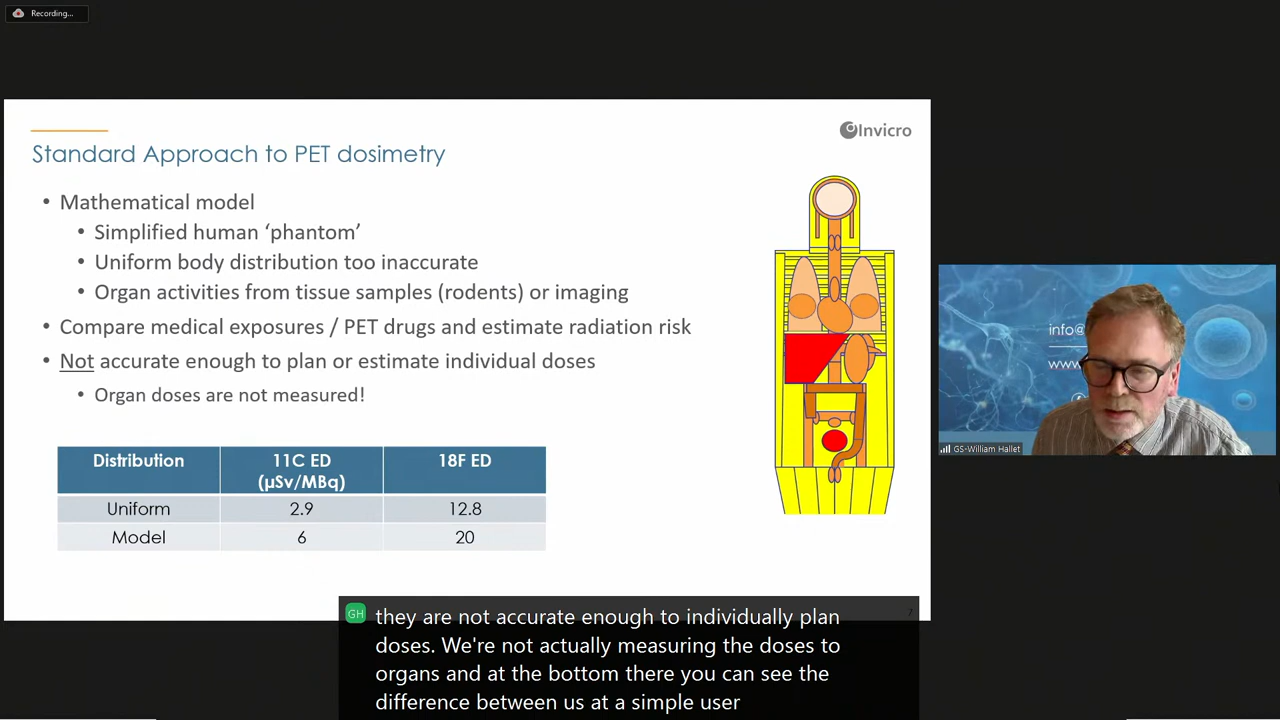 Recording...
Invicro
Standard Approach to PET dosimetry
• Mathematical model
• Simplified human ‘phantom’
• Uniform body distribution too inaccurate
• Organ activities from tissue samples (rodents) or imaging
• Compare medical exposures / PET drugs and estimate radiation risk
• Not accurate enough to plan or estimate individual doses
• Organ doses are not measured!
Distribution 11C ED (µSv/MBq) 18F ED
Uniform 2.9 12.8
Model 6 20
info@
www
GS-William Hallet
GH
they are not accurate enough to individually plan
doses. We're not actually measuring the doses to
organs and at the bottom there you can see the
difference between us at a simple user